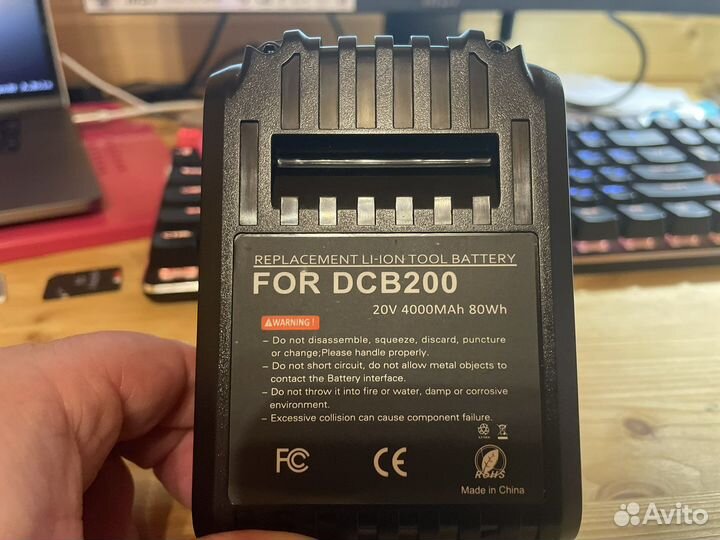 REPLACEMENT LI-ION TOOL BATTERY
FOR DCB200
20V 4000MAh 80Wh
WARNING !
– Do not disassemble, squeeze, discard, puncture
or change;Please handle properly.
– Do not short circuit, do not allow metal objects to
contact the Battery interface.
– Do not throw it into fire or water, damp or corrosive
environment.
– Excessive collision can cause component failure.
FC CE RoHS
Made in China
Avito